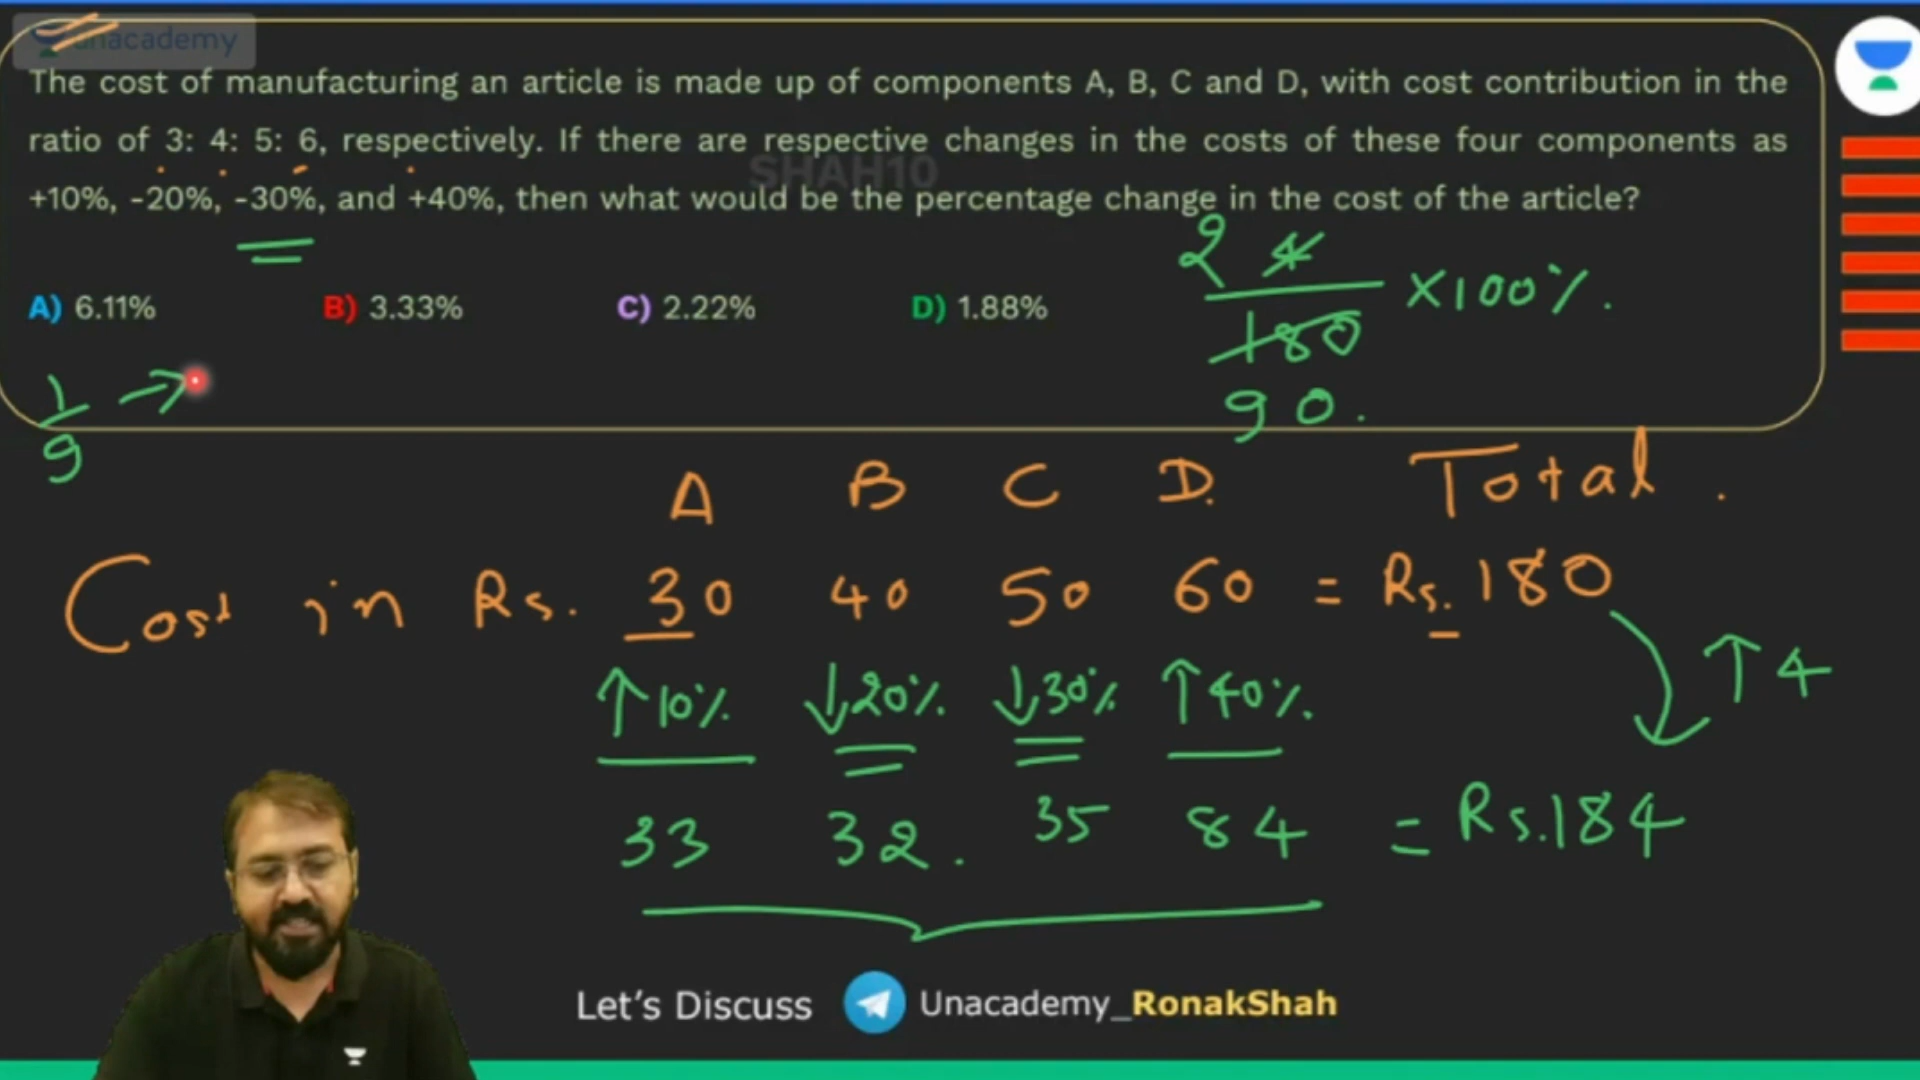 unacademy
The cost of manufacturing an article is made up of components A, B, C and D, with cost contribution in the
ratio of 3: 4: 5: 6, respectively. If there are respective changes in the costs of these four components as
SHAH10
+10%, -20%, -30%, and +40%, then what would be the percentage change in the cost of the article?
A) 6.11% B) 3.33% C) 2.22% D) 1.88%
2 4
180 ×100%.
90.
1/9 →
A B C D. Total.
Cost in Rs. 30 40 50 60 = Rs. 180
↑10% ↓20% ↓30% ↑40%. ↑4
33 32. 35 84 = Rs.184
Let's Discuss Unacademy_RonakShah